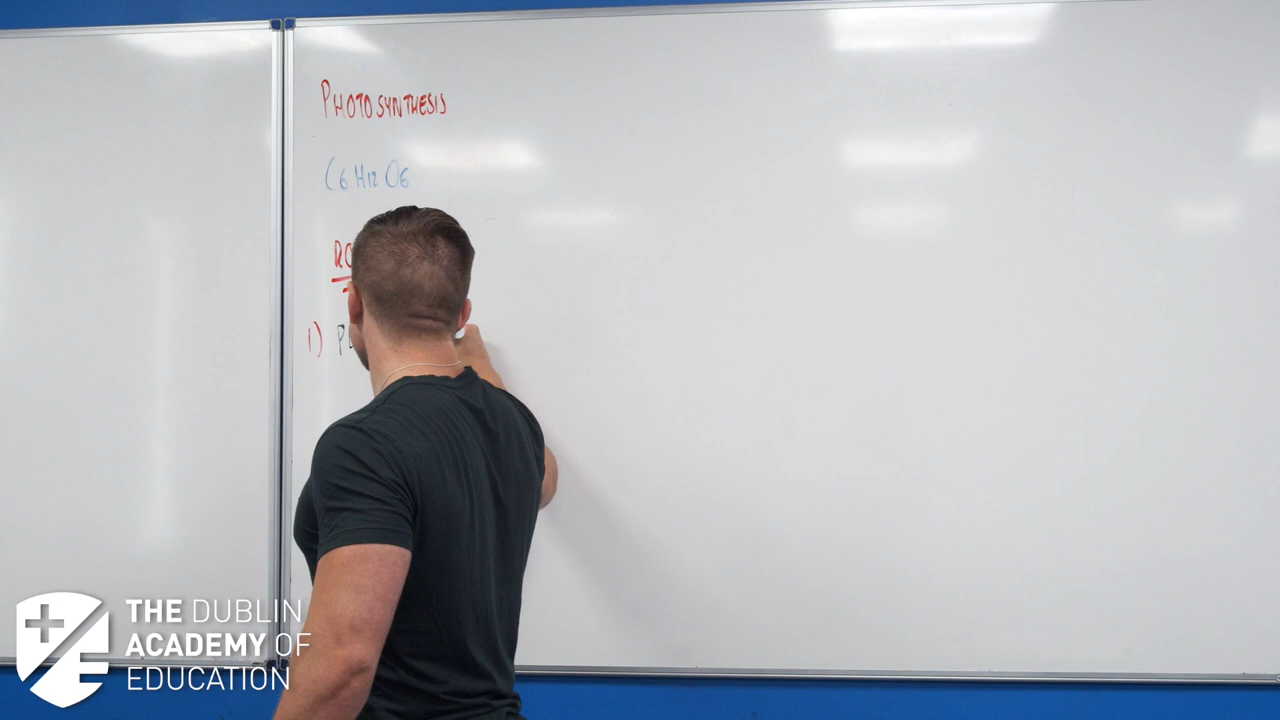 PHOTOSYNTHESIS
C6 H12 O6
1)
THE DUBLIN
ACADEMY OF
EDUCATION